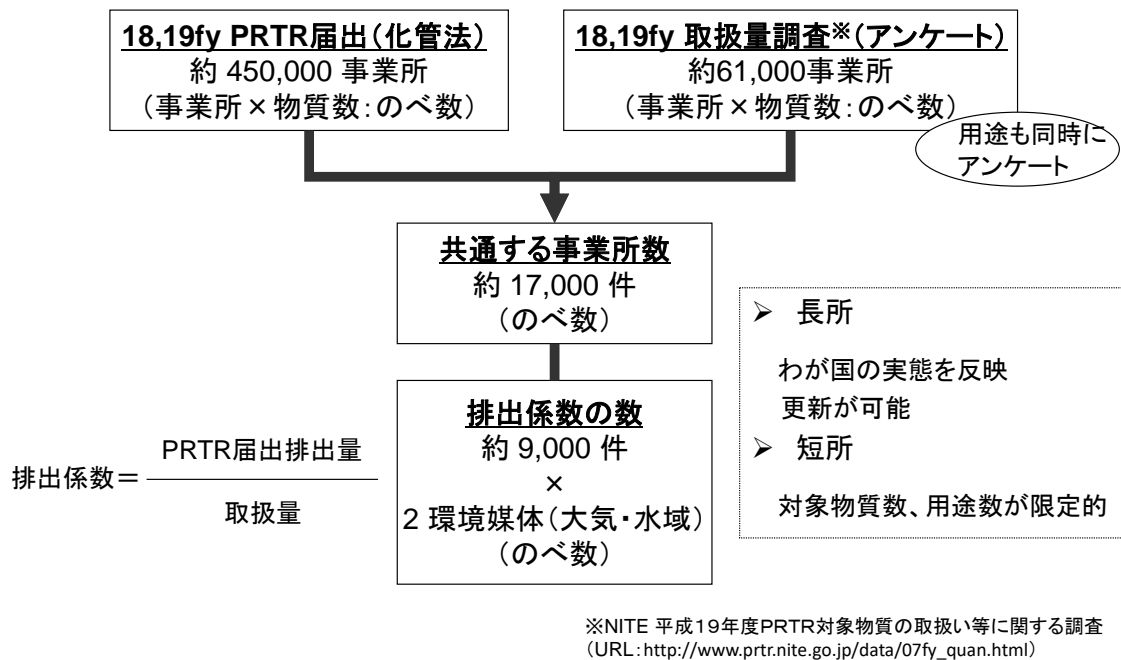 18,19fy PRTR届出(化管法)
約 450,000 事業所
(事業所×物質数:のべ数)
18,19fy 取扱量調査※(アンケート)
約61,000事業所
(事業所×物質数:のべ数)
用途も同時に
アンケート
共通する事業所数
約 17,000 件
(のべ数)
排出係数の数
約 9,000 件
×
2 環境媒体(大気・水域)
(のべ数)
排出係数=
PRTR届出排出量
取扱量
➢ 長所
わが国の実態を反映
更新が可能
➢ 短所
対象物質数、用途数が限定的
※NITE 平成19年度PRTR対象物質の取扱い等に関する調査
(URL:http://www.prtr.nite.go.jp/data/07fy_quan.html)